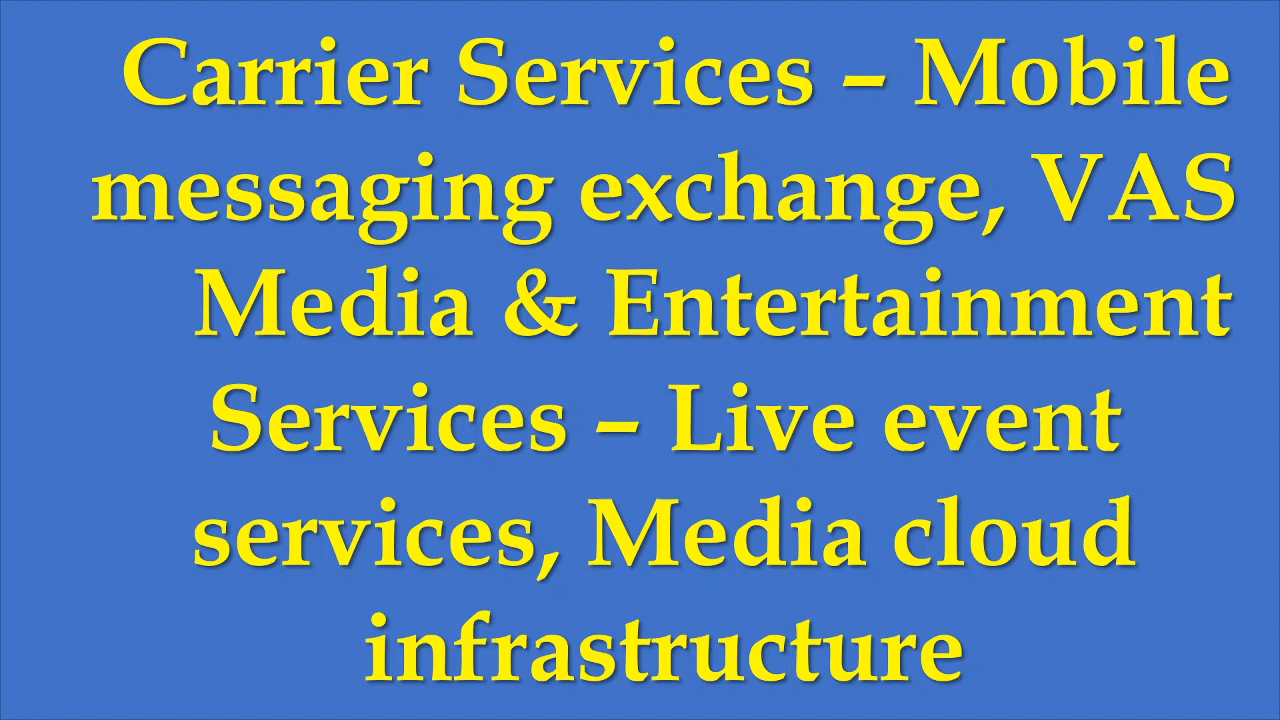 Carrier Services – Mobile
messaging exchange, VAS
Media & Entertainment
Services – Live event
services, Media cloud
infrastructure